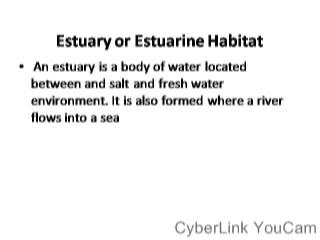 Estuary or Estuarine Habitat
• An estuary is a body of water located
between and salt and fresh water
environment. It is also formed where a river
flows into a sea
CyberLink YouCam